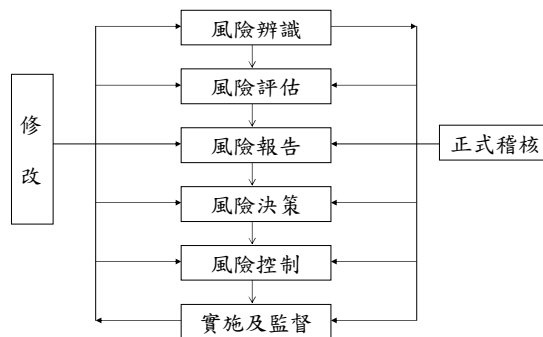 風險辨識
風險評估
修改
風險報告
正式稽核
風險決策
風險控制
實施及監督